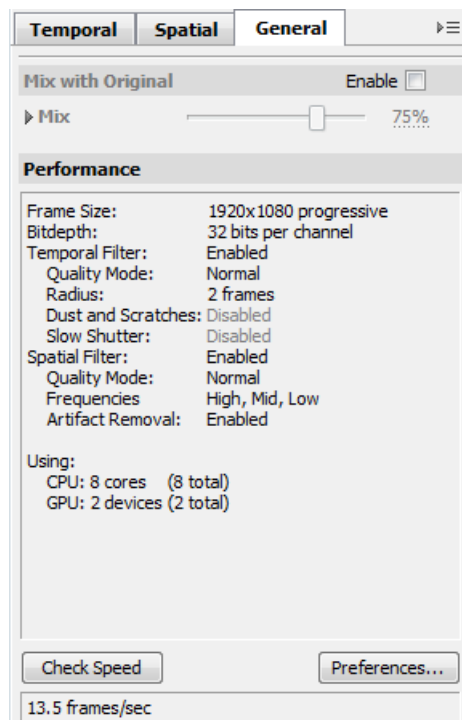 Temporal Spatial General
Mix with Original Enable
Mix 75%
Performance
Frame Size: 1920x1080 progressive
Bitdepth: 32 bits per channel
Temporal Filter: Enabled
Quality Mode: Normal
Radius: 2 frames
Dust and Scratches: Disabled
Slow Shutter: Disabled
Spatial Filter: Enabled
Quality Mode: Normal
Frequencies High, Mid, Low
Artifact Removal: Enabled
Using:
CPU: 8 cores (8 total)
GPU: 2 devices (2 total)
Check Speed Preferences...
13.5 frames/sec